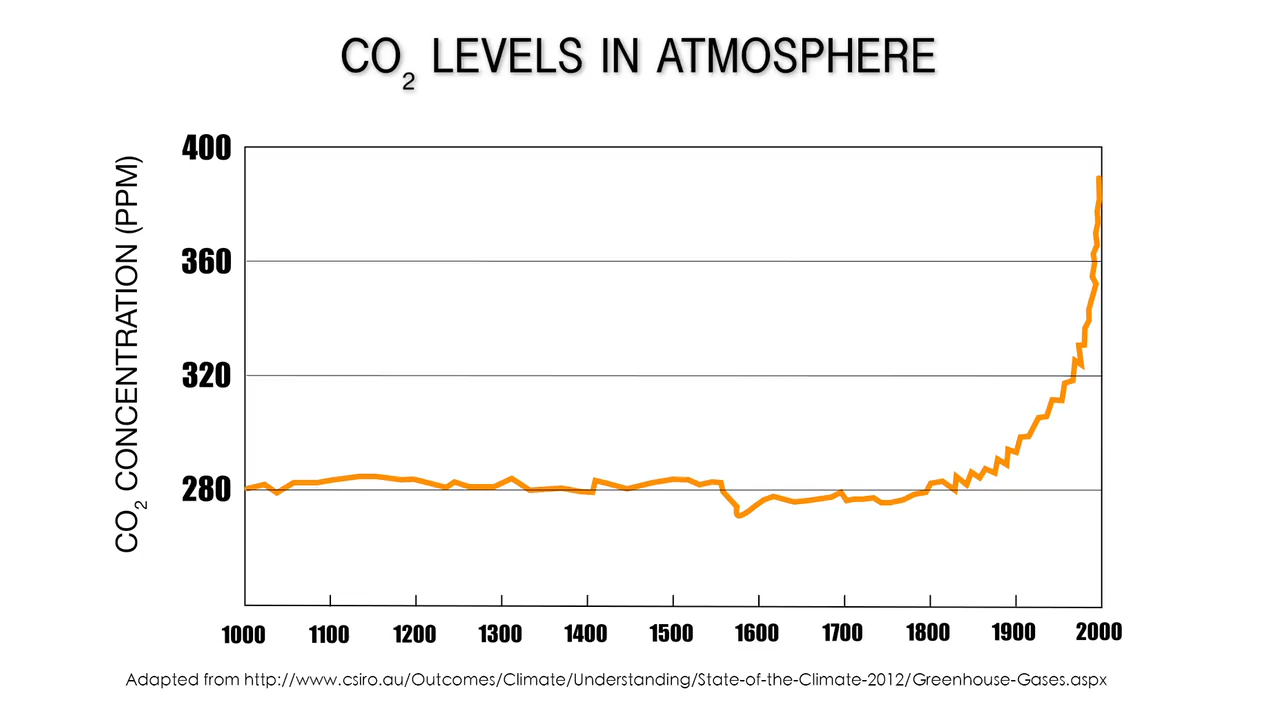 CO2 LEVELS IN ATMOSPHERE
CO2 CONCENTRATION (PPM)
400
360
320
280
1000 1100 1200 1300 1400 1500 1600 1700 1800 1900 2000
Adapted from http://www.csiro.au/Outcomes/Climate/Understanding/State-of-the-Climate-2012/Greenhouse-Gases.aspx